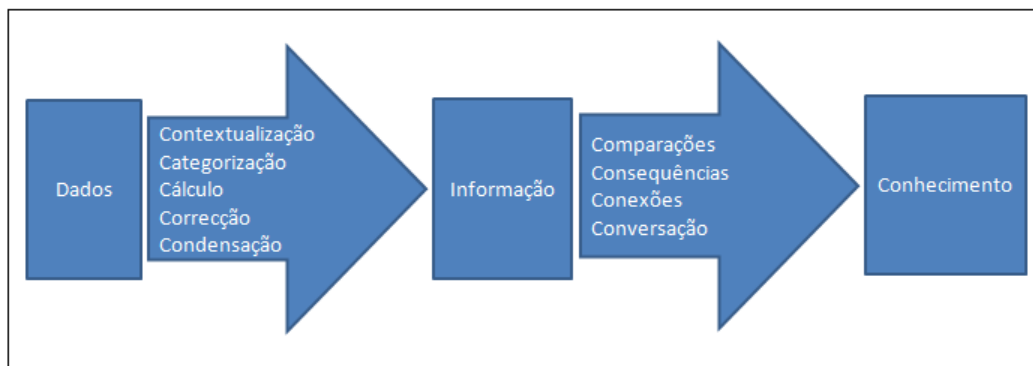 Dados
Contextualização
Categorização
Cálculo
Correcção
Condensação
Informação
Comparações
Consequências
Conexões
Conversação
Conhecimento